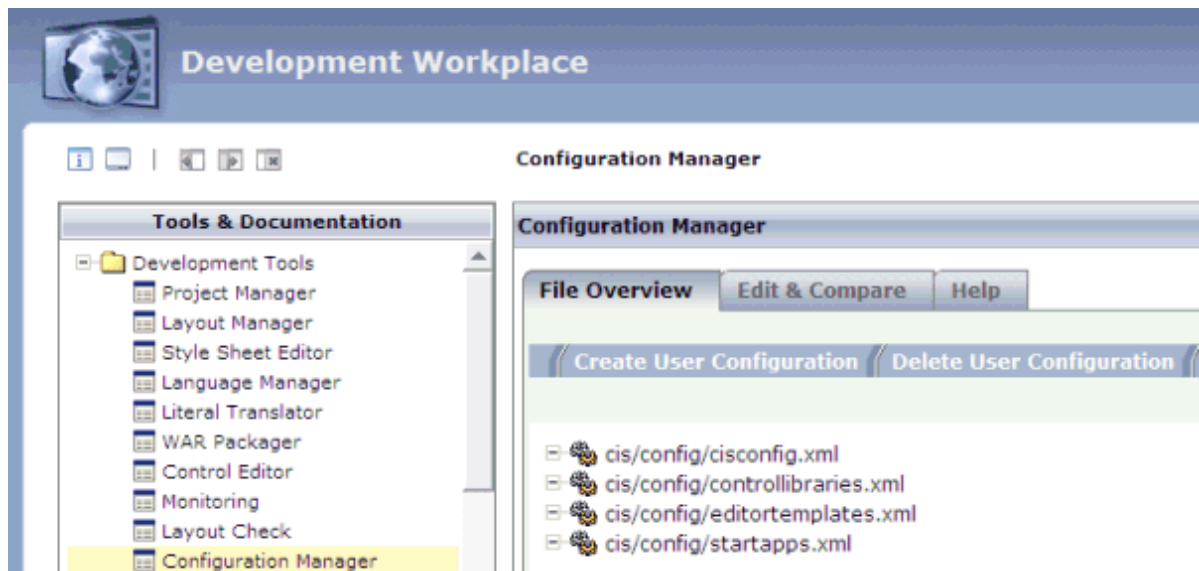 Development Workplace
Configuration Manager
Tools & Documentation
Development Tools
Project Manager
Layout Manager
Style Sheet Editor
Language Manager
Literal Translator
WAR Packager
Control Editor
Monitoring
Layout Check
Configuration Manager
Configuration Manager
File Overview Edit & Compare Help
Create User Configuration Delete User Configuration
cis/config/cisconfig.xml
cis/config/controllibraries.xml
cis/config/editortemplates.xml
cis/config/startapps.xml